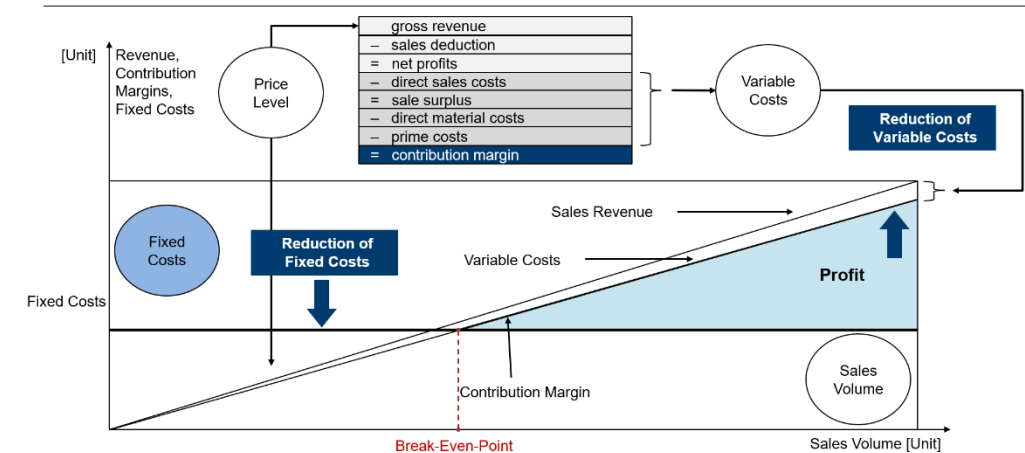 gross revenue
– sales deduction
= net profits
– direct sales costs
= sale surplus
– direct material costs
– prime costs
= contribution margin
[Unit]
Revenue,
Contribution
Margins,
Fixed Costs
Price
Level
Variable
Costs
Reduction of
Variable Costs
Fixed
Costs
Reduction of
Fixed Costs
Sales Revenue
Variable Costs
Profit
Fixed Costs
Contribution Margin
Sales
Volume
Break-Even-Point
Sales Volume [Unit]